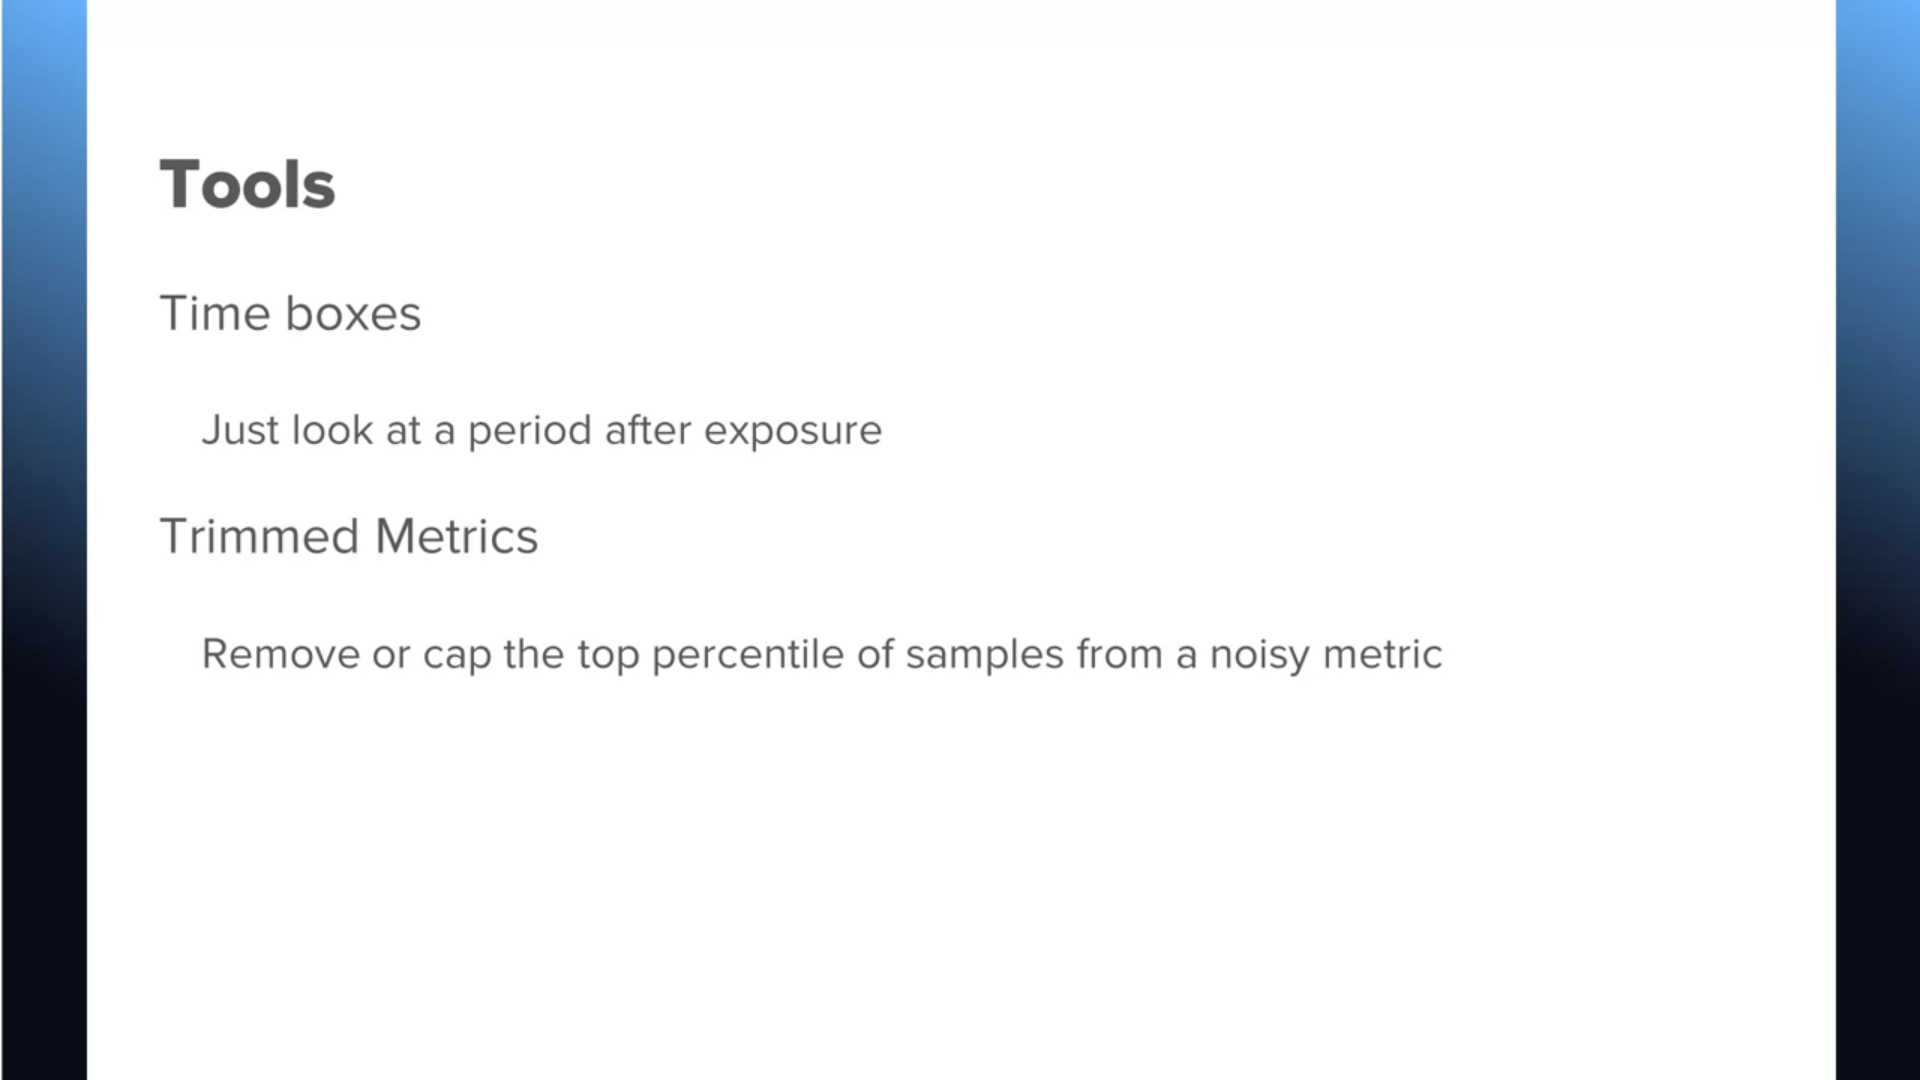 Tools
Time boxes
Just look at a period after exposure
Trimmed Metrics
Remove or cap the top percentile of samples from a noisy metric